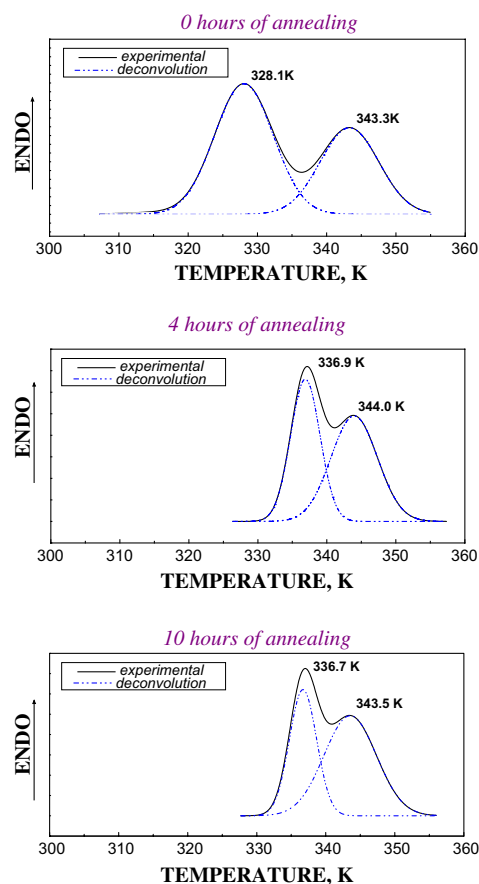 0 hours of annealing
experimental
deconvolution
328.1K
343.3K
ENDO
300 310 320 330 340 350 360
TEMPERATURE, K
4 hours of annealing
experimental
deconvolution
336.9 K
344.0 K
ENDO
300 310 320 330 340 350 360
TEMPERATURE, K
10 hours of annealing
experimental
deconvolution
336.7 K
343.5 K
ENDO
300 310 320 330 340 350 360
TEMPERATURE, K